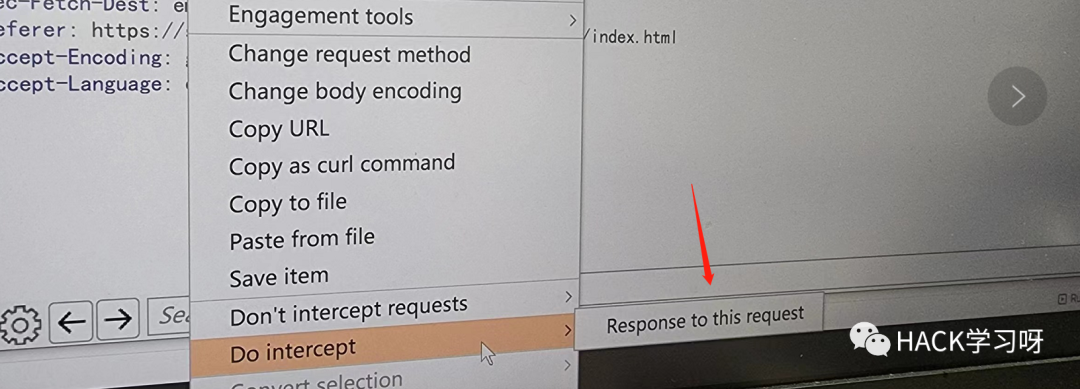 ec-Fetch-Dest: em
eferer: https://s
/index.html
ccept-Encoding: g
ccept-Language:
Engagement tools
Change request method
Change body encoding
Copy URL
Copy as curl command
Copy to file
Paste from file
Save item
Don't intercept requests
Do intercept
Convert selection
Response to this request
Sea
HACK学习呀